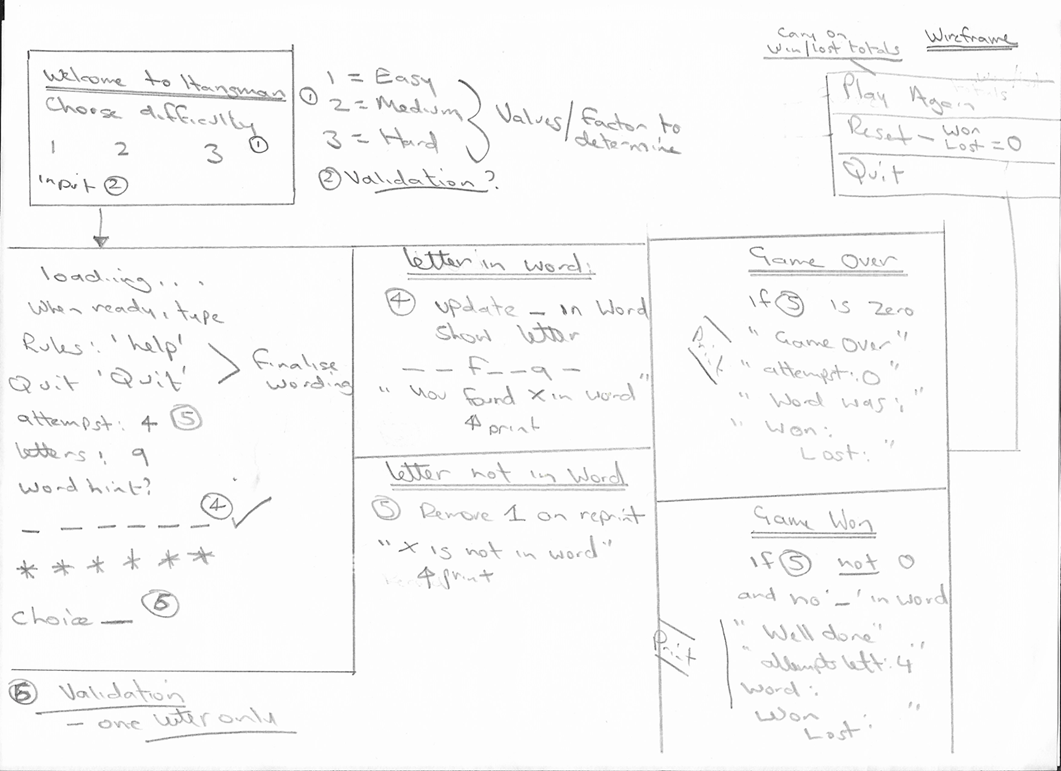 Carry on
Win/lost totals
Wireframe
Welcome to Hangman
Choose difficulty
1 2 3 ①
input ②
① 1 = Easy
2 = Medium
3 = Hard
Values/factor to
determine
② Validation?
Play Again
Reset - Won
Lost = 0
Quit
loading...
When ready, type
Rules: 'help'
Quit 'Quit'
finalise
wording
attempst: 4 ⑤
letters: 9
word hint?
_ _ _ _ _ _ ④ ✓
* * * * * *
Choice _ ⑥
⑥ Validation
- one letter only
letter in word:
④ update _ in Word
show letter
_ _ F _ _ a _
"You found X in word"
print
letter not in Word
⑤ Remove 1 on reprint
"X is not in word"
print
Game Over
if ⑤ is zero
Print
"Game Over"
"attempst: 0"
"Word was: "
"Won:
Lost: "
Game Won
if ⑤ not 0
and no '_' in word
Print
"Well done"
"attempts left: 4"
Word:
Won
Lost: "